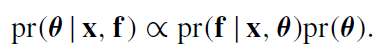 pr(θ | x, f) ∝ pr(f | x, θ)pr(θ).